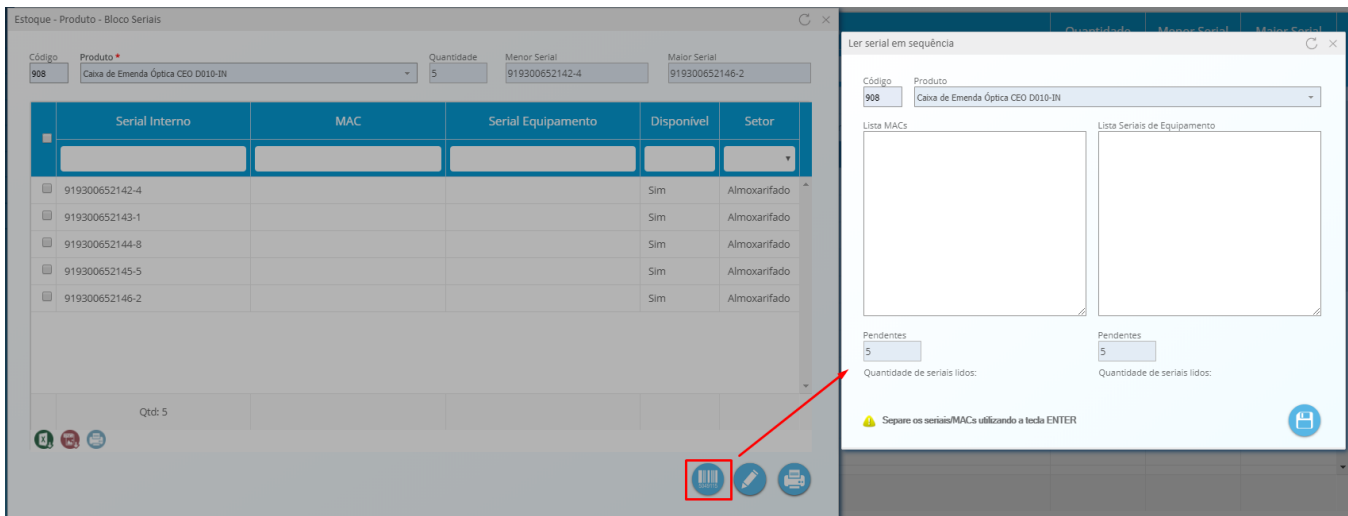 Estoque - Produto - Bloco Seriais
Código Produto * Quantidade Menor Serial Maior Serial
908 Caixa de Emenda Óptica CEO D010-IN 5 919300652142-4 919300652146-2
Serial Interno MAC Serial Equipamento Disponível Setor
919300652142-4 Sim Almoxarifado
919300652143-1 Sim Almoxarifado
919300652144-8 Sim Almoxarifado
919300652145-5 Sim Almoxarifado
919300652146-2 Sim Almoxarifado
Qtd: 5
Quantidade Menor Serial Maior Serial
Ler serial em sequência
Código Produto
908 Caixa de Emenda Óptica CEO D010-IN
Lista MACs Lista Seriais de Equipamento
Pendentes Pendentes
5 5
Quantidade de seriais lidos: Quantidade de seriais lidos:
Separe os seriais/MACs utilizando a tecla ENTER